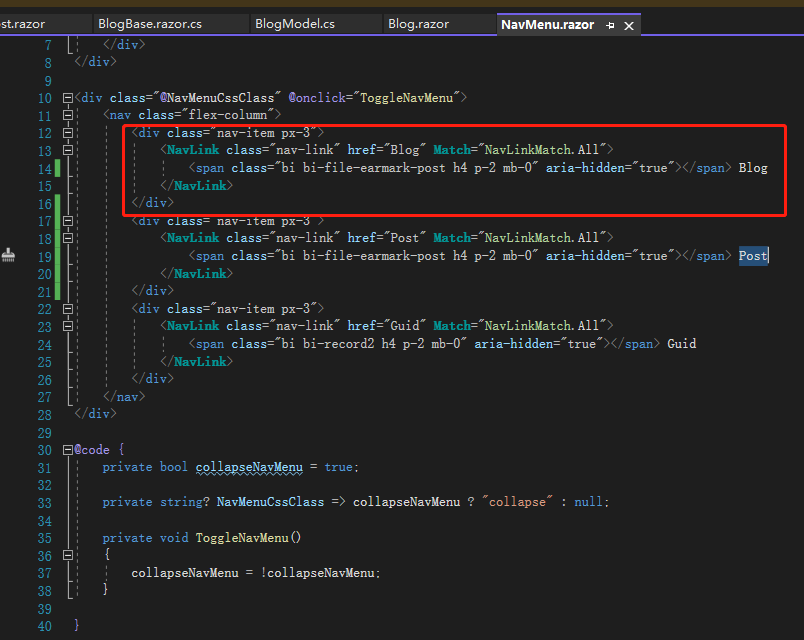 st.razor BlogBase.razor.cs BlogModel.cs Blog.razor NavMenu.razor
7 </div>
8 </div>
9
10 <div class="@NavMenuCssClass" @onclick="ToggleNavMenu">
11 <nav class="flex-column">
12 <div class="nav-item px-3">
13 <NavLink class="nav-link" href="Blog" Match="NavLinkMatch.All">
14 <span class="bi bi-file-earmark-post h4 p-2 mb-0" aria-hidden="true"></span> Blog
15 </NavLink>
16 </div>
17 <div class="nav-item px-3">
18 <NavLink class="nav-link" href="Post" Match="NavLinkMatch.All">
19 <span class="bi bi-file-earmark-post h4 p-2 mb-0" aria-hidden="true"></span> Post
20 </NavLink>
21 </div>
22 <div class="nav-item px-3">
23 <NavLink class="nav-link" href="Guid" Match="NavLinkMatch.All">
24 <span class="bi bi-record2 h4 p-2 mb-0" aria-hidden="true"></span> Guid
25 </NavLink>
26 </div>
27 </nav>
28 </div>
29
30 @code {
31 private bool collapseNavMenu = true;
32
33 private string? NavMenuCssClass => collapseNavMenu ? "collapse" : null;
34
35 private void ToggleNavMenu()
36 {
37 collapseNavMenu = !collapseNavMenu;
38 }
39
40 }